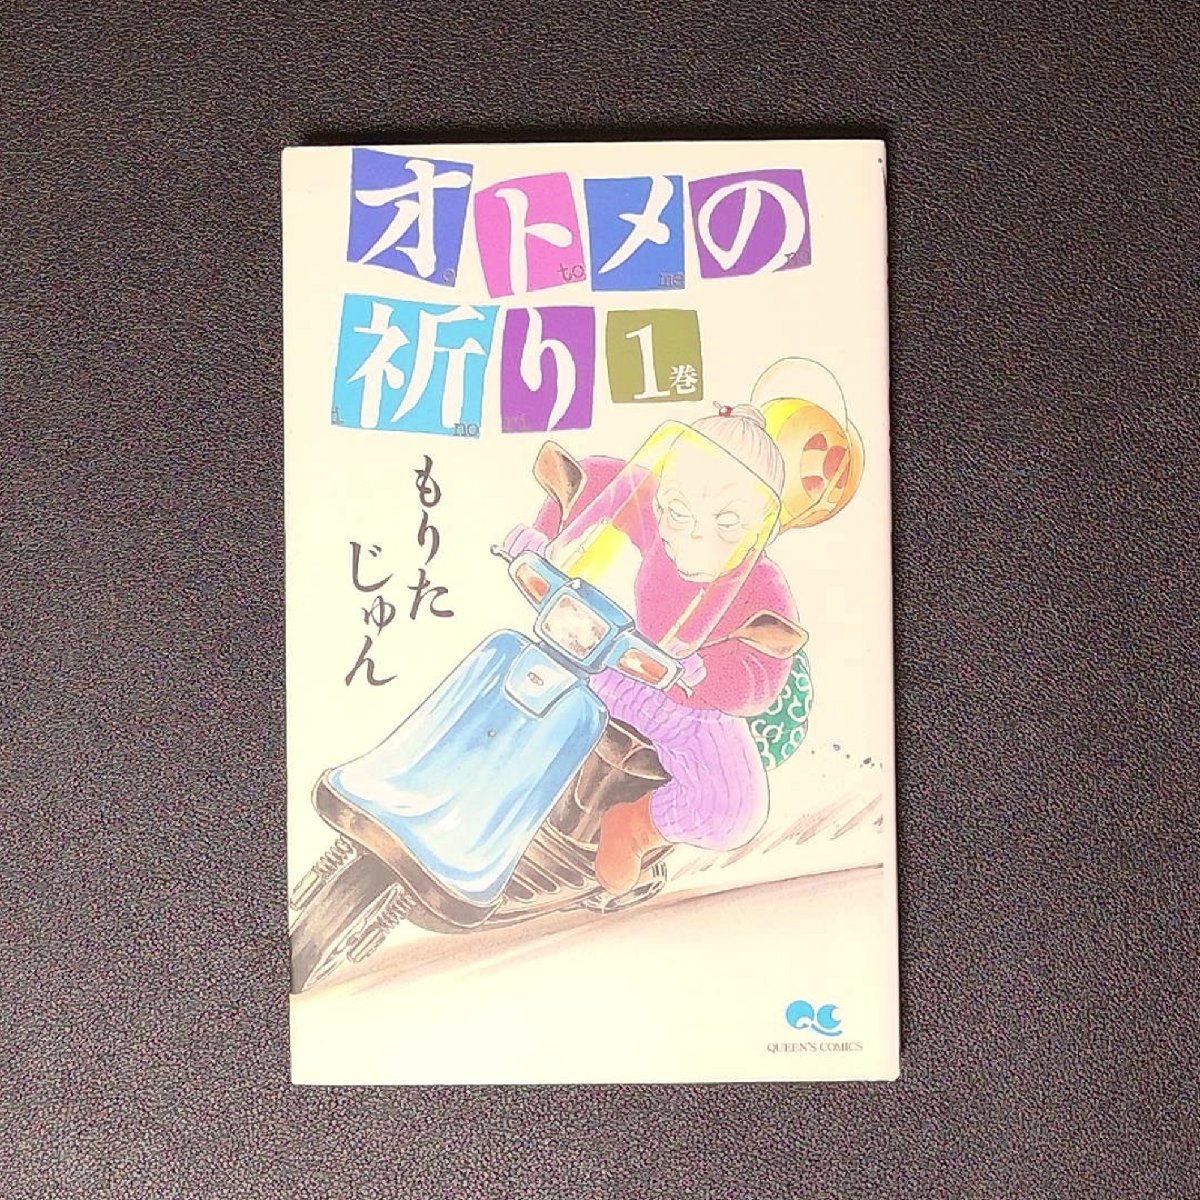 オトメの
o to me no
祈り 1巻
i no ri
もりた
じゅん
QC
QUEEN'S COMICS